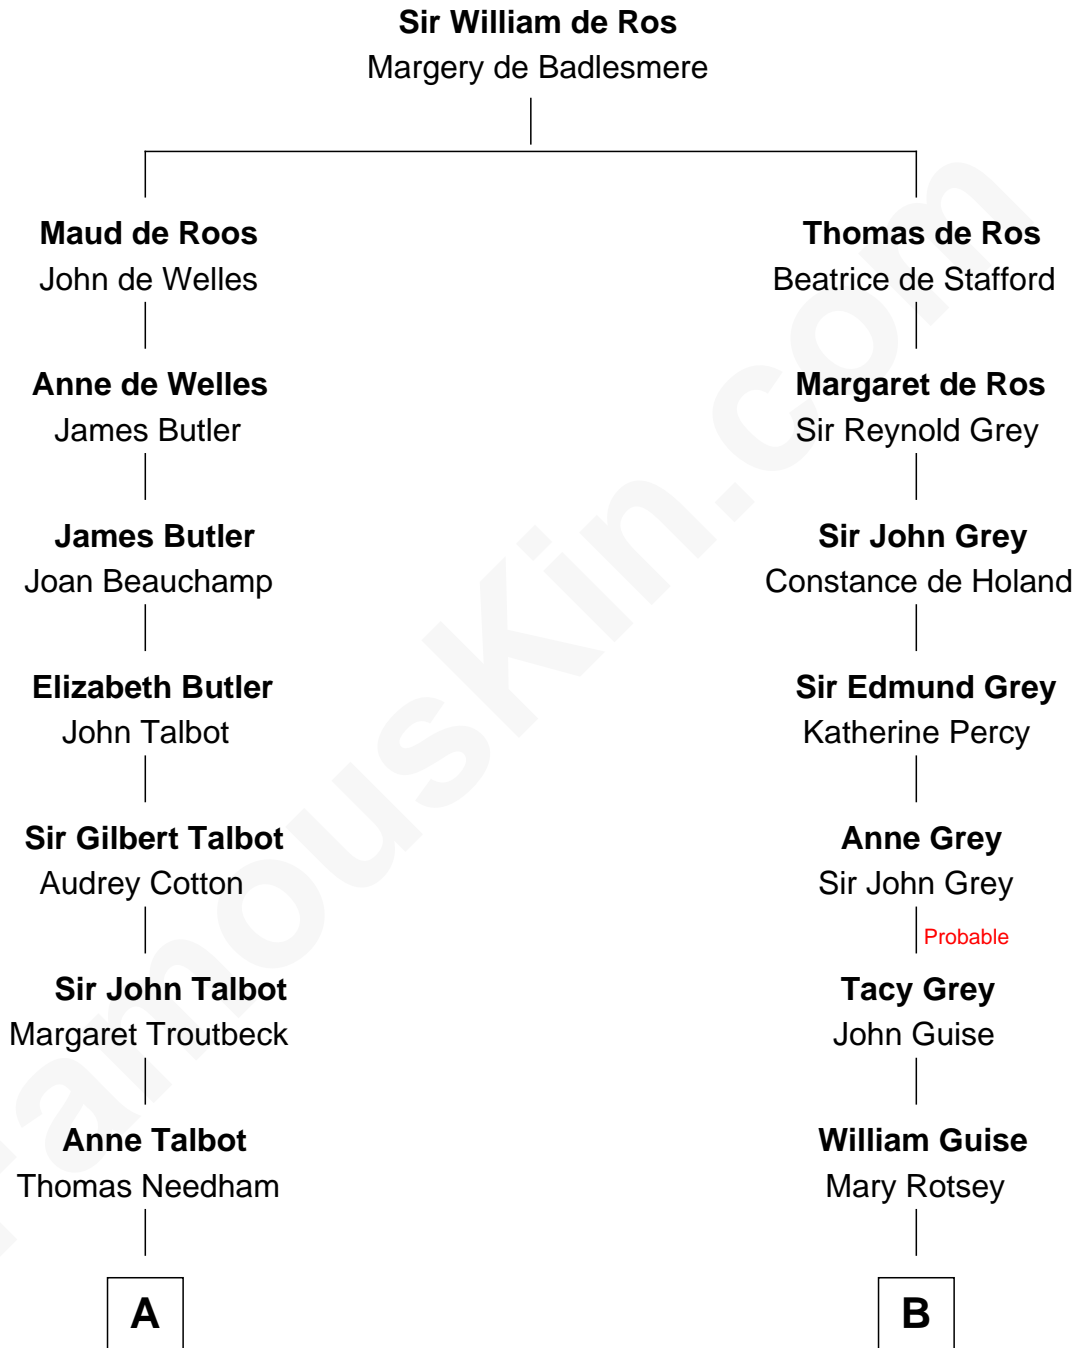 Sir William de Ros
Margery de Badlesmere
Maud de Roos
John de Welles
Thomas de Ros
Beatrice de Stafford
Anne de Welles
James Butler
Margaret de Ros
Sir Reynold Grey
James Butler
Joan Beauchamp
Sir John Grey
Constance de Holand
Elizabeth Butler
John Talbot
Sir Edmund Grey
Katherine Percy
Sir Gilbert Talbot
Audrey Cotton
Anne Grey
Sir John Grey
Probable
Sir John Talbot
Margaret Troutbeck
Tacy Grey
John Guise
Anne Talbot
Thomas Needham
William Guise
Mary Rotsey
A
B
FamousKin.com